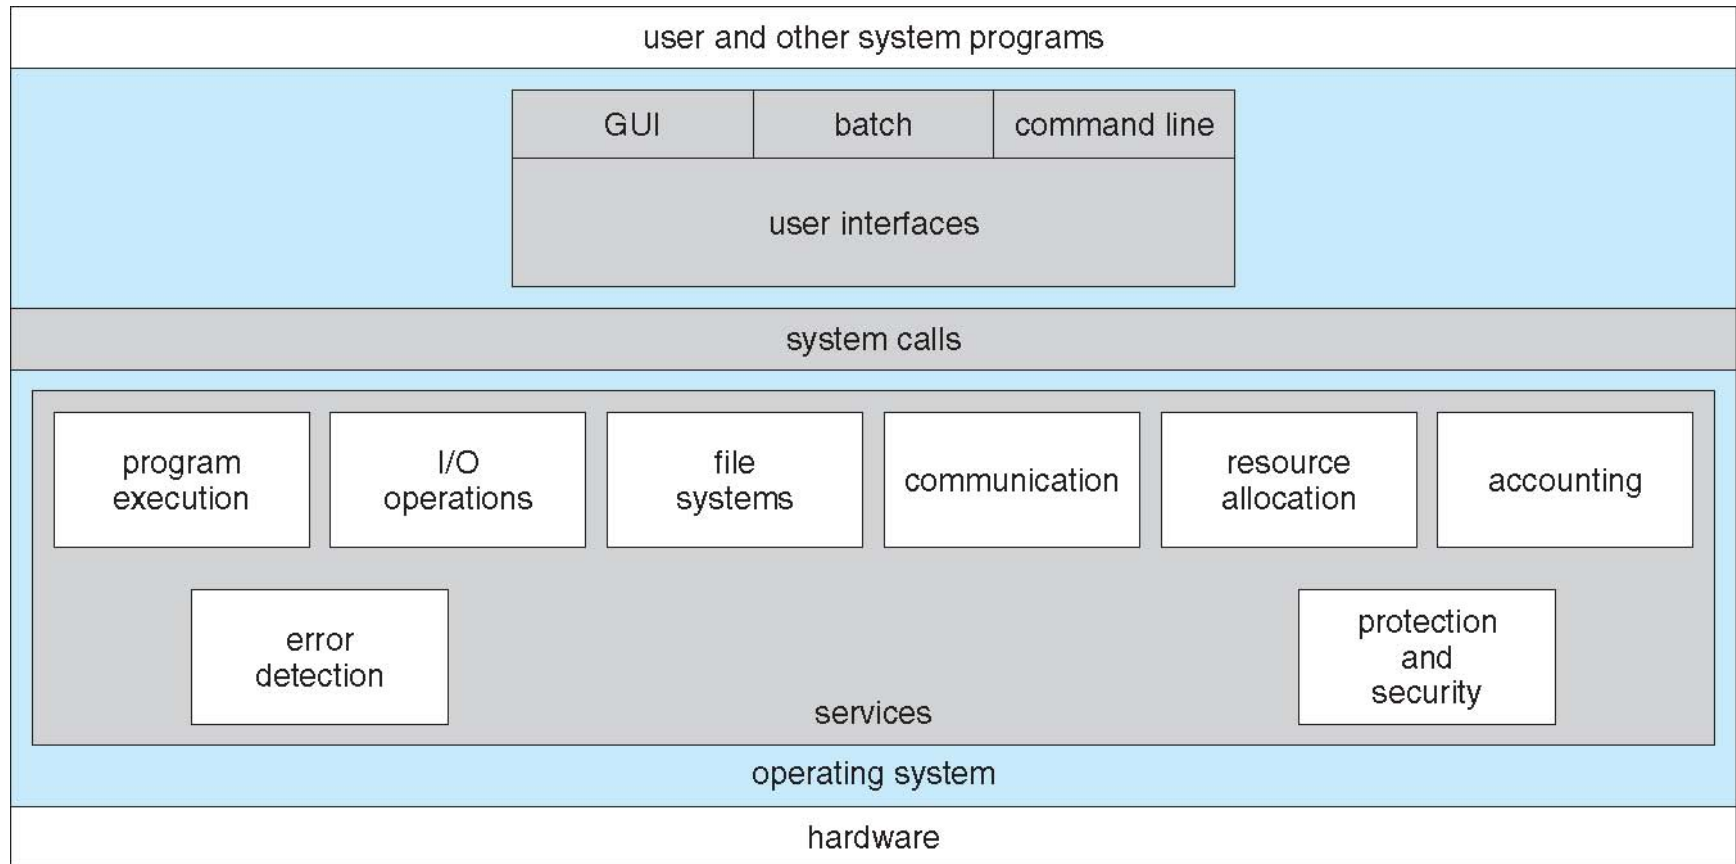 user and other system programs
GUI
batch
command line
user interfaces
system calls
program
execution
I/O
operations
file
systems
communication
resource
allocation
accounting
error
detection
protection
and
security
services
operating system
hardware